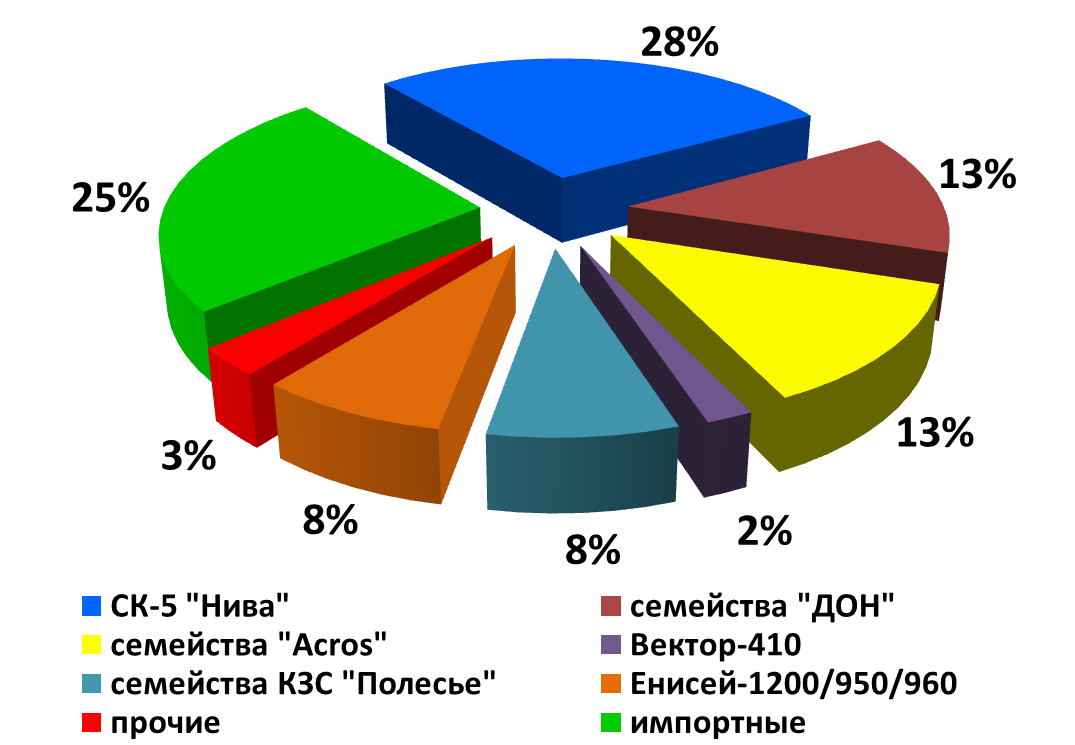 28%
13%
25%
13%
3%
8%
8%
2%
СК-5 "Нива"
семейства "ДОН"
семейства "Acros"
Вектор-410
семейства КЗС "Полесье"
Енисей-1200/950/960
прочие
импортные